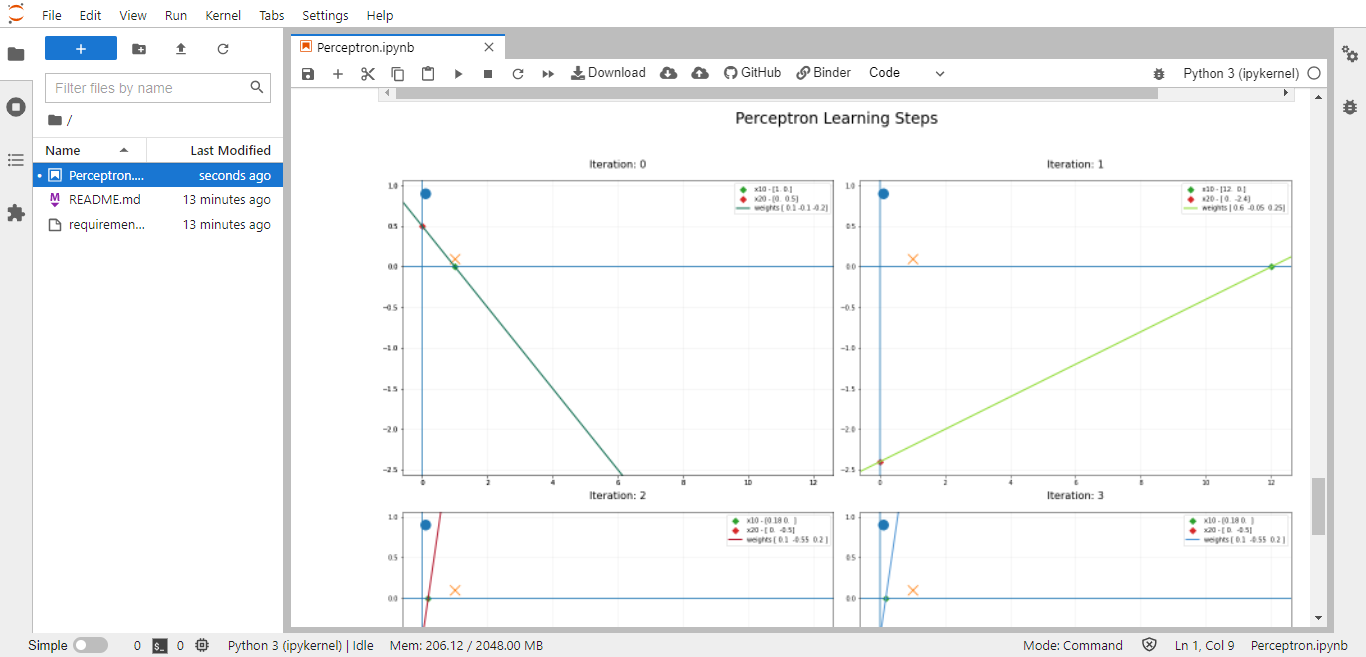 File Edit View Run Kernel Tabs Settings Help
+
Perceptron.ipynb
Download GitHub Binder Code Python 3 (ipykernel)
Filter files by name
/
Name Last Modified
Perceptron.... seconds ago
README.md 13 minutes ago
requiremen... 13 minutes ago
Perceptron Learning Steps
Iteration: 0
x10 - [1. 0.]
x20 - [0. 0.5]
weights [ 0.1 -0.1 -0.2]
1.0
0.5
0.0
−0.5
−1.0
−1.5
−2.0
−2.5
0 2 4 6 8 10 12
Iteration: 1
x10 - [12. 0.]
x20 - [ 0. -2.4]
weights [ 0.6 -0.05 0.25]
1.0
0.5
0.0
−0.5
−1.0
−1.5
−2.0
−2.5
0 2 4 6 8 10 12
Iteration: 2
x10 - [0.18 0. ]
x20 - [ 0. -0.5]
weights [ 0.1 -0.55 0.2 ]
1.0
0.5
0.0
Iteration: 3
x10 - [0.18 0. ]
x20 - [ 0. -0.5]
weights [ 0.1 -0.55 0.2 ]
1.0
0.5
0.0
Simple 0 $_ 0 Python 3 (ipykernel) | Idle Mem: 206.12 / 2048.00 MB Mode: Command Ln 1, Col 9 Perceptron.ipynb